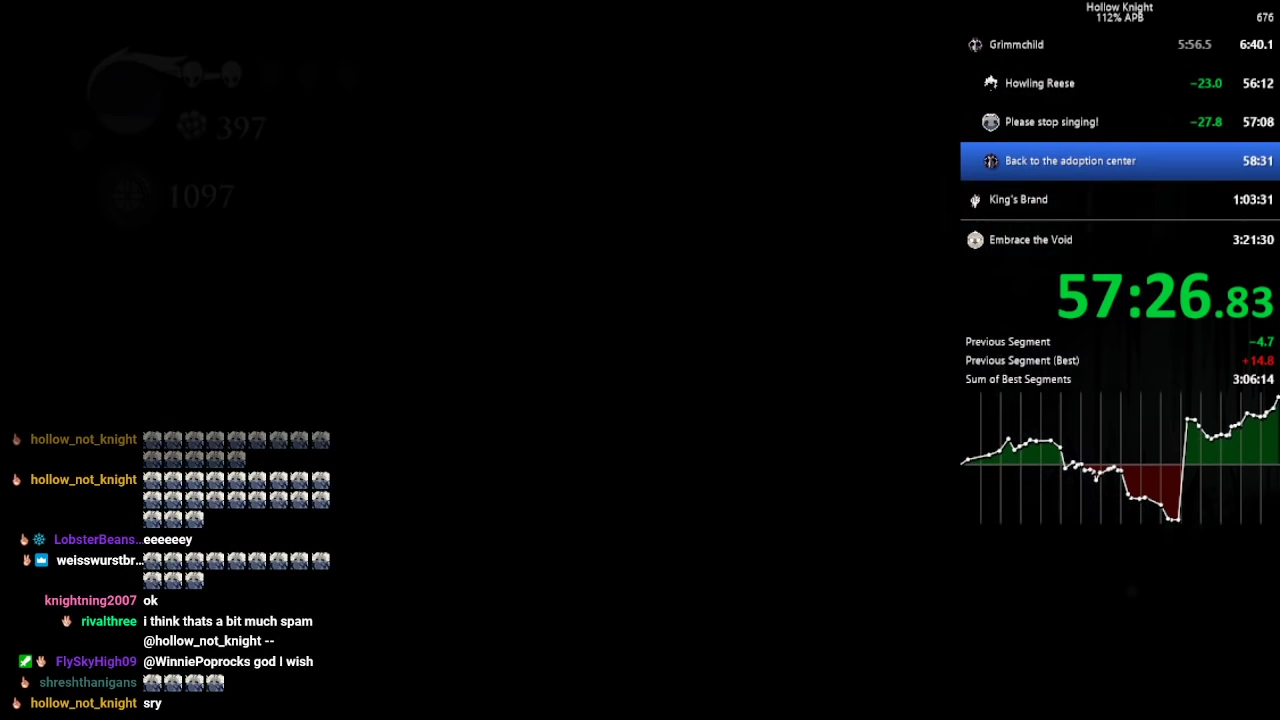 Hollow Knight
112% APB 676
Grimmchild 5:56.5 6:40.1
Howling Reese −23.0 56:12
Please stop singing! −27.8 57:08
Back to the adoption center 58:31
King's Brand 1:03:31
Embrace the Void 3:21:30
57:26.83
Previous Segment −4.7
Previous Segment (Best) +14.8
Sum of Best Segments 3:06:14
397
1097
hollow_not_knight
hollow_not_knight
LobsterBeans... eeeeeey
weisswurstbr...
knightning2007 ok
rivalthree i think thats a bit much spam
@hollow_not_knight --
FlySkyHigh09 @WinniePoprocks god I wish
shreshthanigans
hollow_not_knight sry